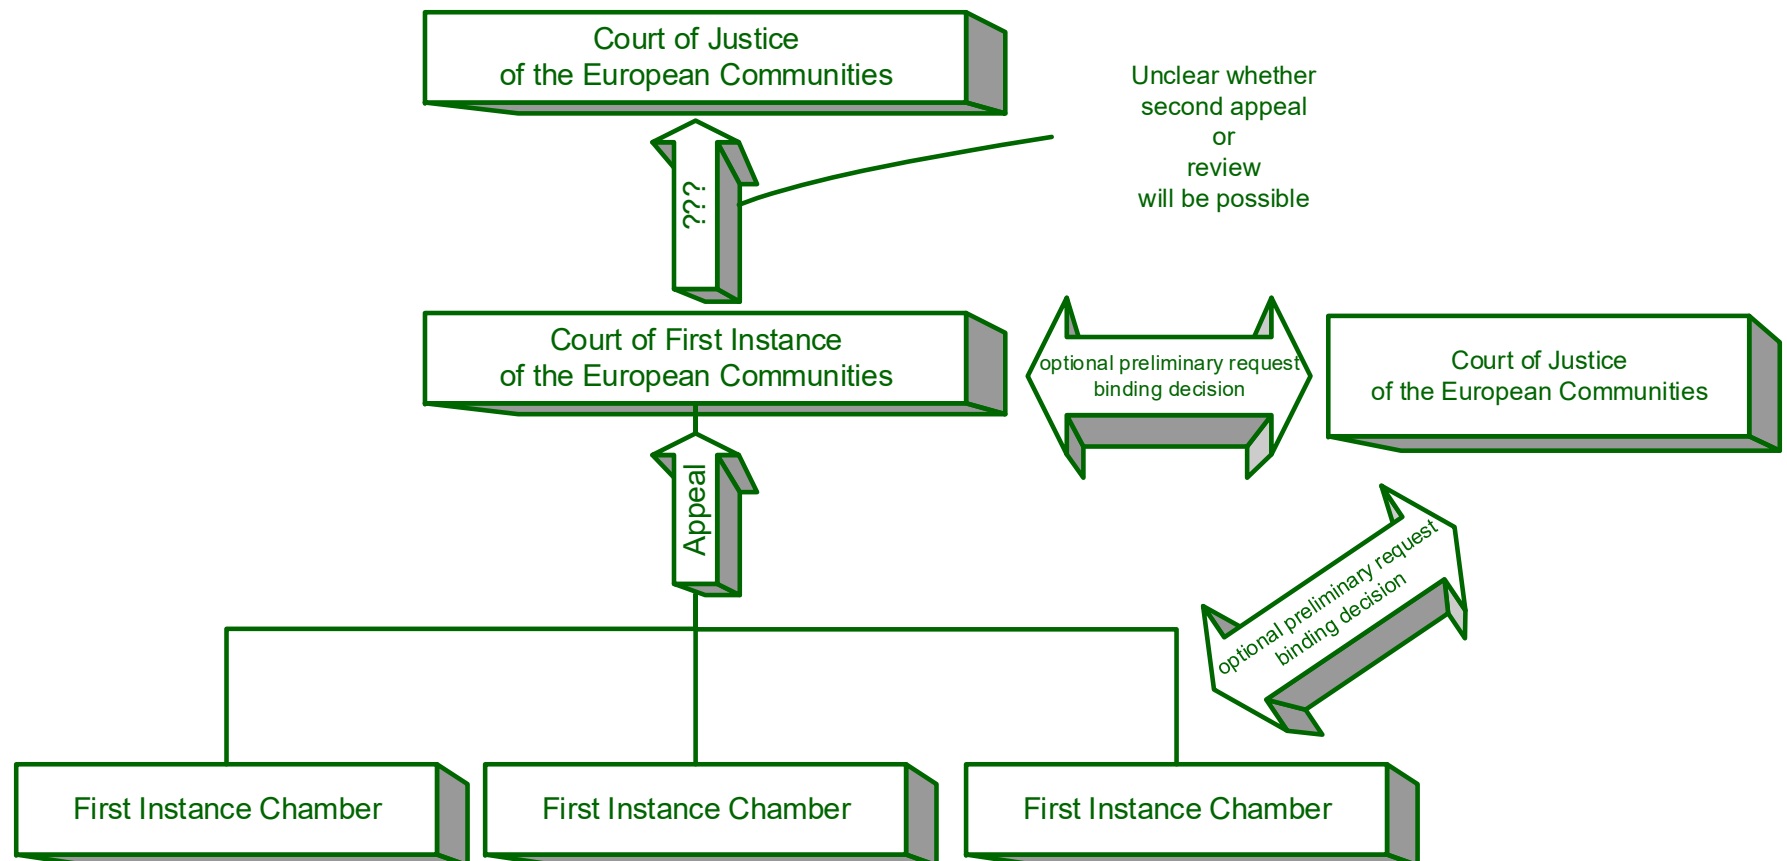 Court of Justice
of the European Communities
Unclear whether
second appeal
or
review
will be possible
???
Court of First Instance
of the European Communities
optional preliminary request
binding decision
Court of Justice
of the European Communities
Appeal
optional preliminary request
binding decision
First Instance Chamber
First Instance Chamber
First Instance Chamber